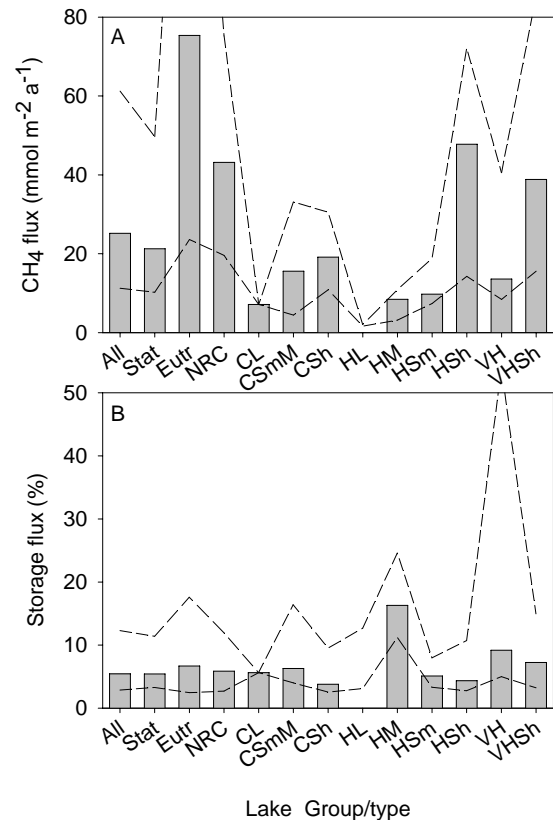 A
80
60
40
20
0
CH4 flux (mmol m-2 a-1)
All Stat Eutr NRC CL CSmM CSh HL HM HSm HSh VH VHSh
B
50
40
30
20
10
0
Storage flux (%)
All Stat Eutr NRC CL CSmM CSh HL HM HSm HSh VH VHSh
Lake Group/type